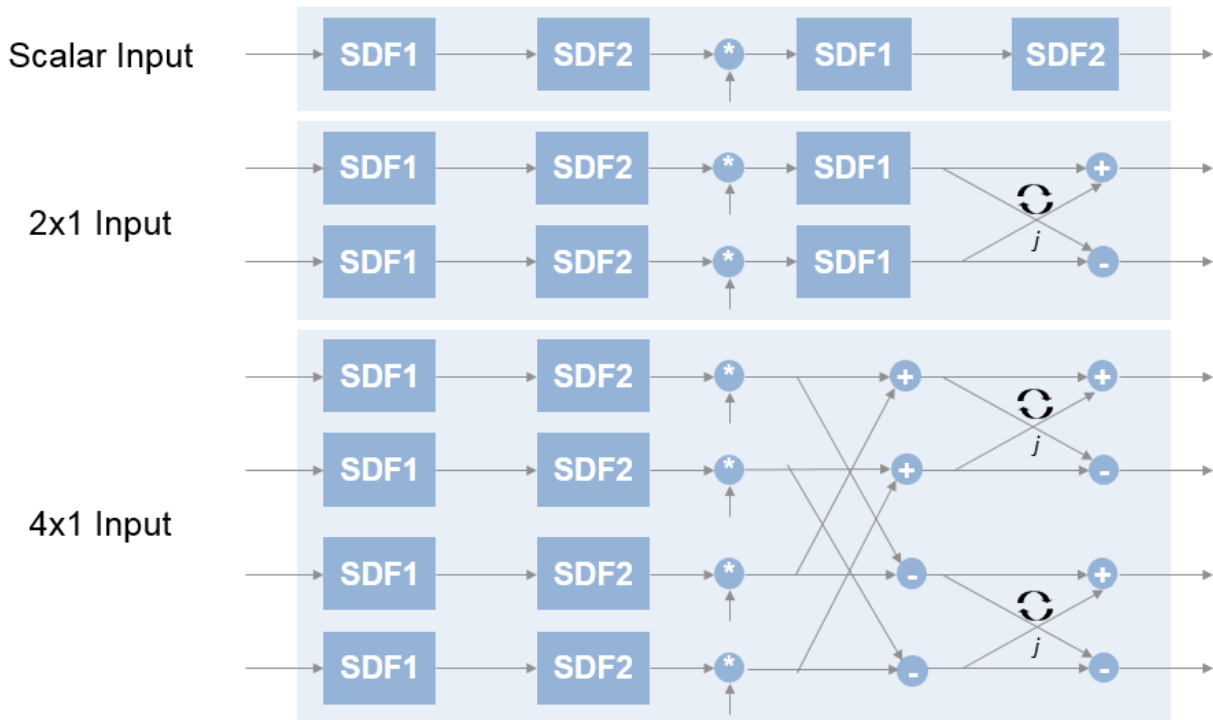 Scalar Input
SDF1 SDF2 * SDF1 SDF2
2x1 Input
SDF1 SDF2 * SDF1 +
j
SDF1 SDF2 * SDF1 -
4x1 Input
SDF1 SDF2 * + +
j
SDF1 SDF2 * + -
SDF1 SDF2 * - +
j
SDF1 SDF2 * - -